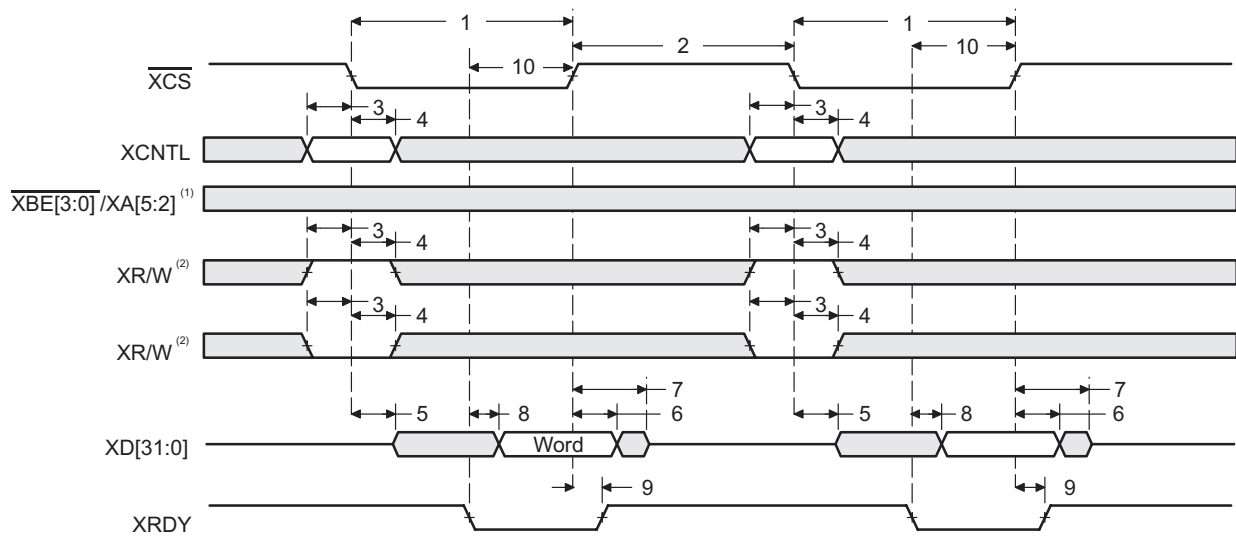 1 1
10 2 10
XCS
3 3
4 4
XCNTL
XBE[3:0] /XA[5:2] (1)
3 3
4 4
XR/W (2)
3 3
4 4
XR/W (2)
7 7
5 8 6 5 8 6
XD[31:0] Word
9 9
XRDY